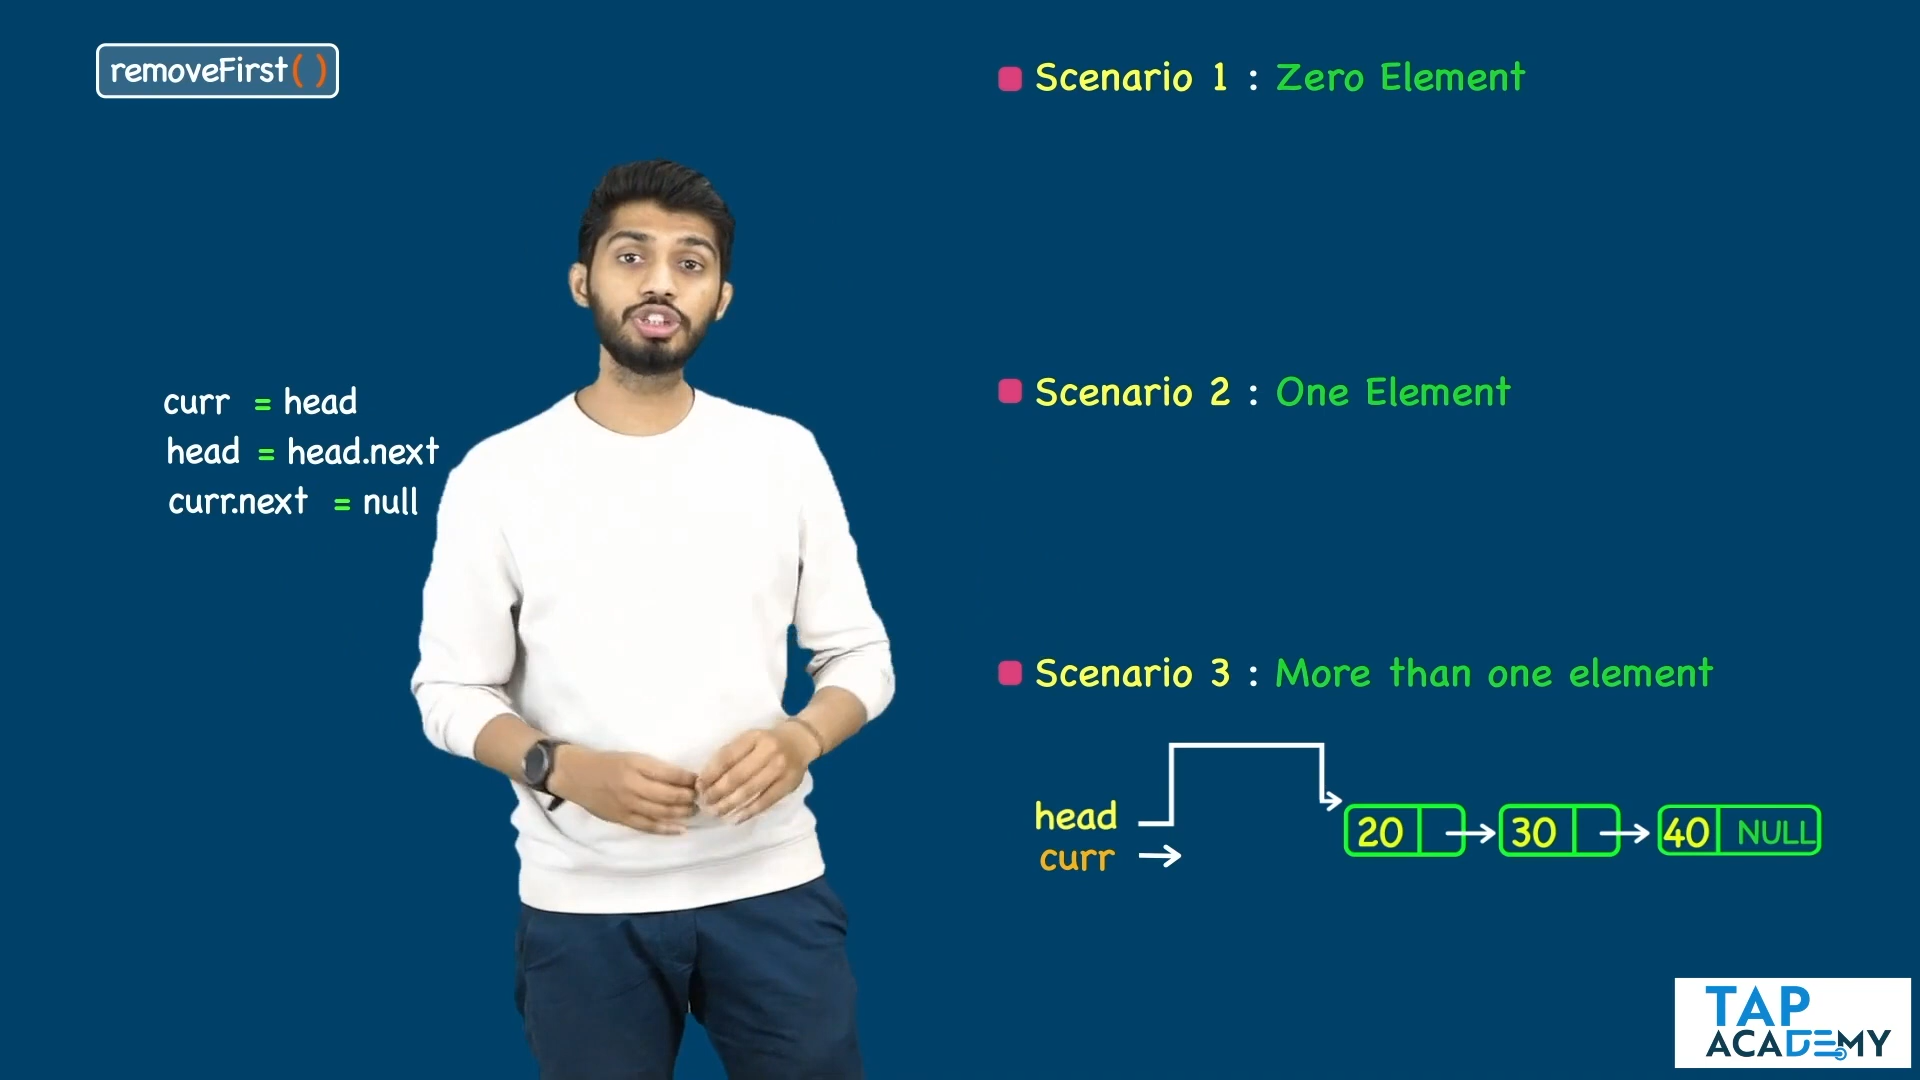 removeFirst( )
curr = head
head = head.next
curr.next = null
Scenario 1 : Zero Element
Scenario 2 : One Element
Scenario 3 : More than one element
head
curr
20 30 40 NULL
TAP
ACADEMY